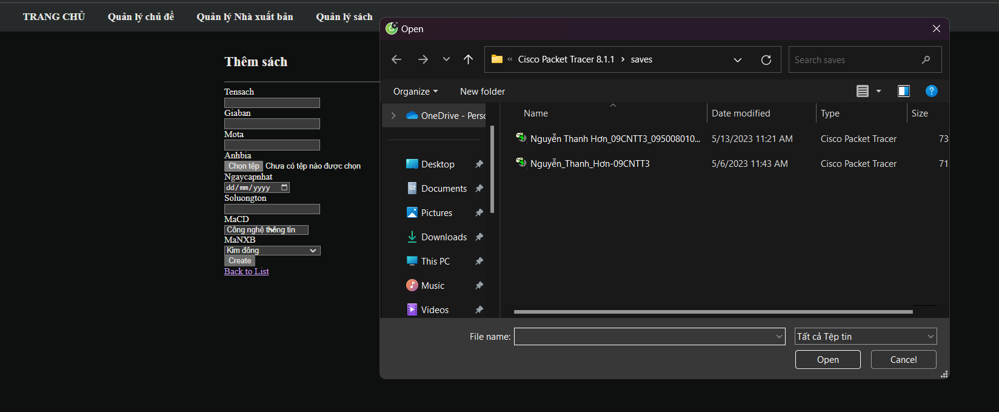 TRANG CHỦ Quản lý chủ đề Quản lý Nhà xuất bản Quản lý sách
Thêm sách
Tensach
Giaban
Mota
Anhbia
Chọn tệp Chưa có tệp nào được chọn
Ngaycapnhat
dd/mm/yyyy
Soluongton
MaCD
Công nghệ thông tin
MaNXB
Kim đồng
Create
Back to List
Open
« Cisco Packet Tracer 8.1.1 › saves
Search saves
Organize New folder
OneDrive - Perso
Desktop
Documents
Pictures
Downloads
This PC
Music
Videos
Name Date modified Type Size
Nguyễn Thanh Hơn_09CNTT3_095008010... 5/13/2023 11:21 AM Cisco Packet Tracer 73
Nguyễn_Thanh_Hơn-09CNTT3 5/6/2023 11:43 AM Cisco Packet Tracer 71
File name: Tất cả Tệp tin
Open Cancel